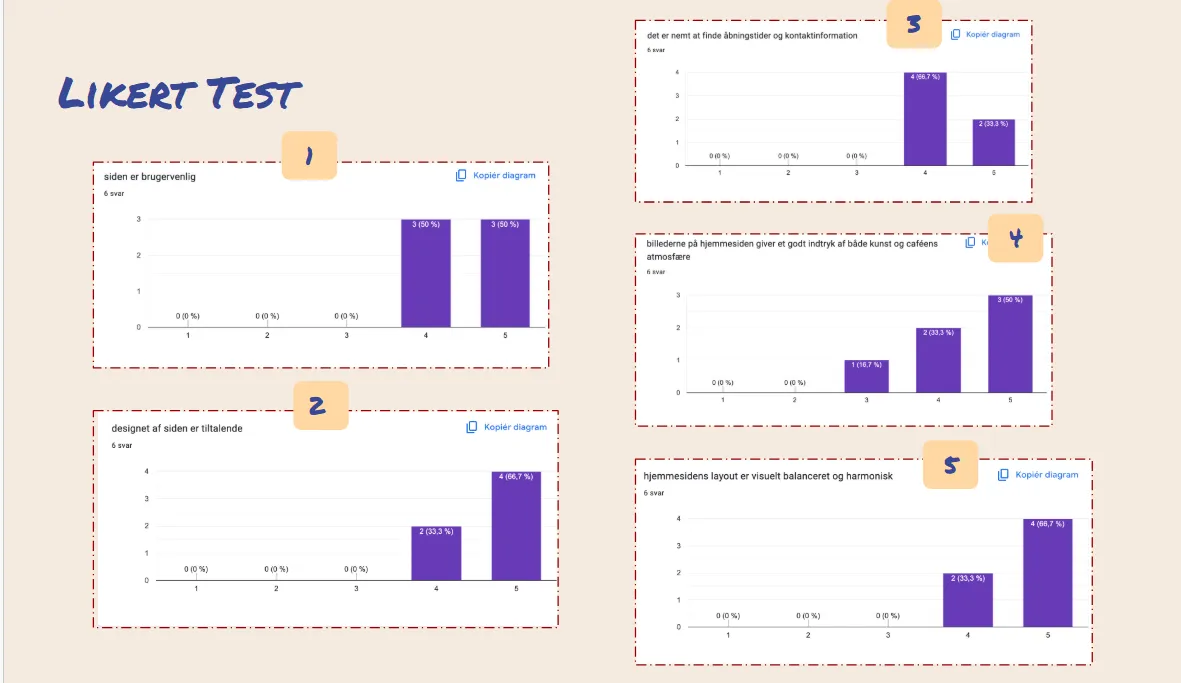 Likert Test
1
siden er brugervenlig
Kopiér diagram
6 svar
3
2
1
0
0 (0 %)
0 (0 %)
0 (0 %)
3 (50 %)
3 (50 %)
1
2
3
4
5
2
designet af siden er tiltalende
Kopiér diagram
6 svar
4
3
2
1
0
0 (0 %)
0 (0 %)
0 (0 %)
2 (33,3 %)
4 (66,7 %)
1
2
3
4
5
3
det er nemt at finde åbningstider og kontaktinformation
Kopiér diagram
6 svar
4
3
2
1
0
0 (0 %)
0 (0 %)
0 (0 %)
4 (66,7 %)
2 (33,3 %)
1
2
3
4
5
4
billederne på hjemmesiden giver et godt indtryk af både kunst og caféens
atmosfære
6 svar
3
2
1
0
0 (0 %)
0 (0 %)
1 (16,7 %)
2 (33,3 %)
3 (50 %)
1
2
3
4
5
5
hjemmesidens layout er visuelt balanceret og harmonisk
Kopiér diagram
6 svar
4
3
2
1
0
0 (0 %)
0 (0 %)
0 (0 %)
2 (33,3 %)
4 (66,7 %)
1
2
3
4
5